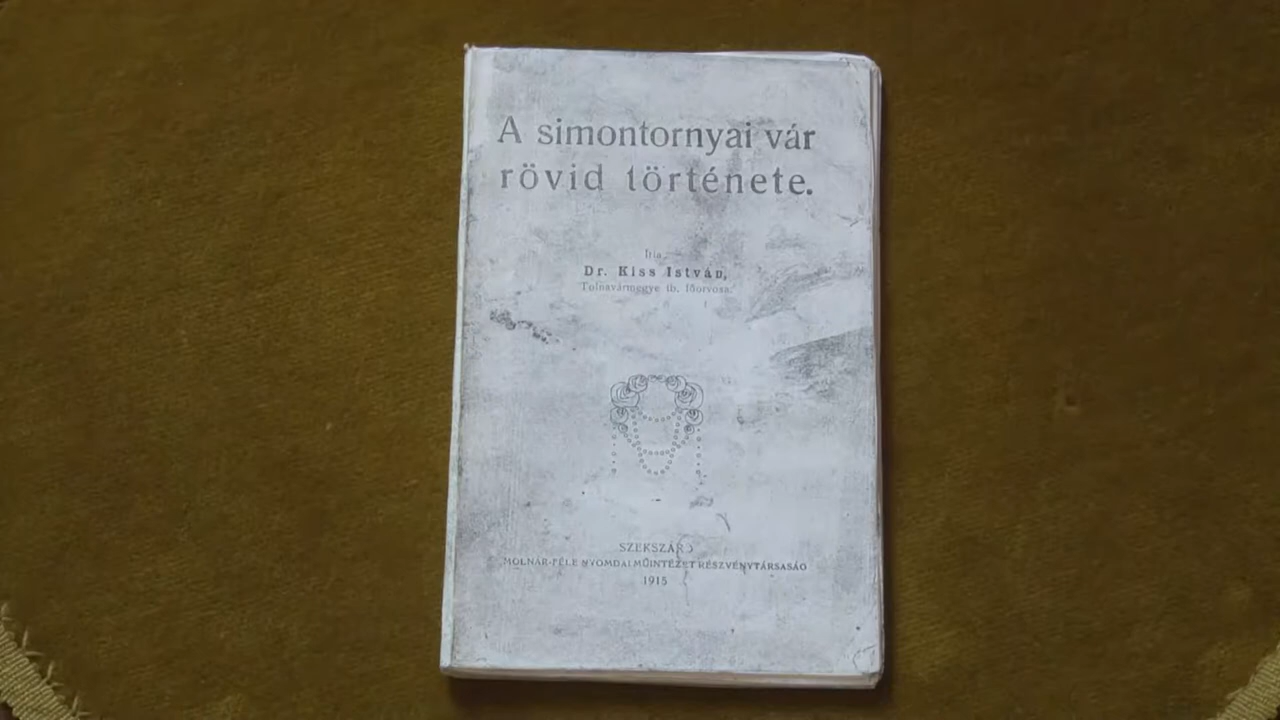 A simontornyai vár
rövid története.
Irta
Dr. Kiss István,
Tolnavármegye tb. főorvosa.
SZEKSZÁRD
MOLNÁR-FÉLE NYOMDAI MŰINTÉZET RÉSZVÉNYTÁRSASÁG
1915